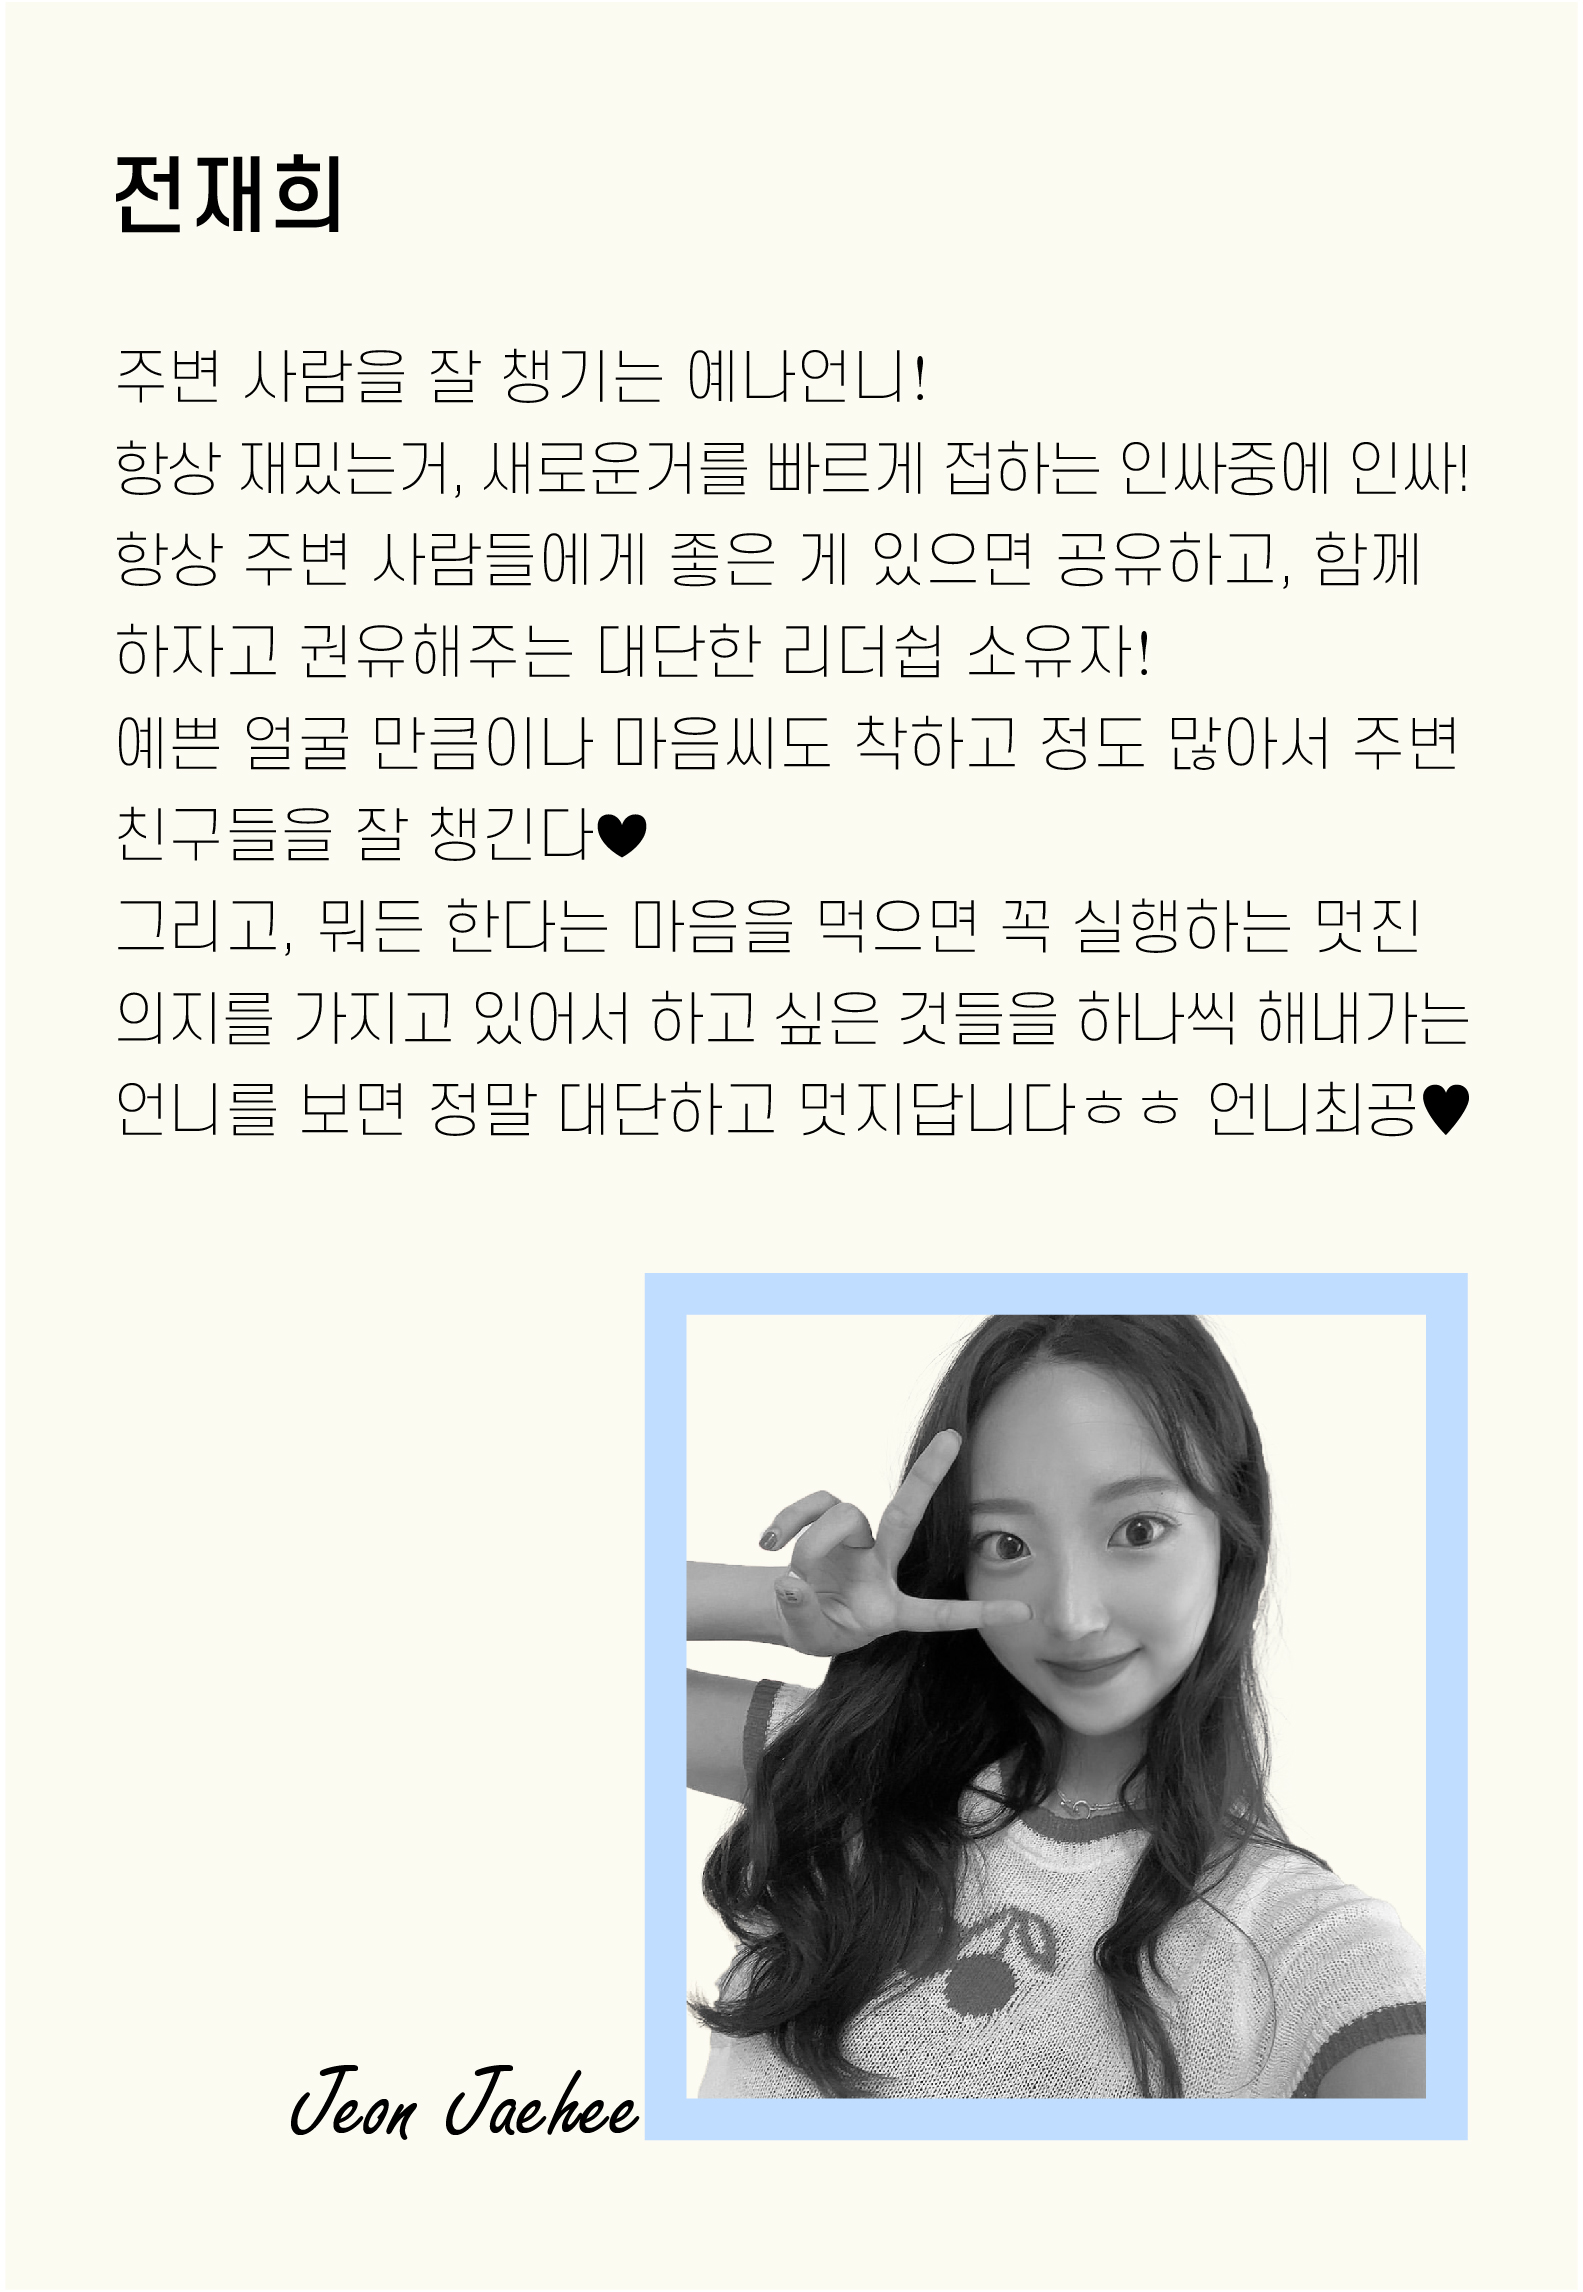 전재희
주변 사람을 잘 챙기는 예나언니!
항상 재밌는거, 새로운거를 빠르게 접하는 인싸중에 인싸!
항상 주변 사람들에게 좋은 게 있으면 공유하고, 함께
하자고 권유해주는 대단한 리더쉽 소유자!
예쁜 얼굴 만큼이나 마음씨도 착하고 정도 많아서 주변
친구들을 잘 챙긴다♥
그리고, 뭐든 한다는 마음을 먹으면 꼭 실행하는 멋진
의지를 가지고 있어서 하고 싶은 것들을 하나씩 해내가는
언니를 보면 정말 대단하고 멋지답니다ㅎㅎ 언니최공♥
Jeon Jaehee